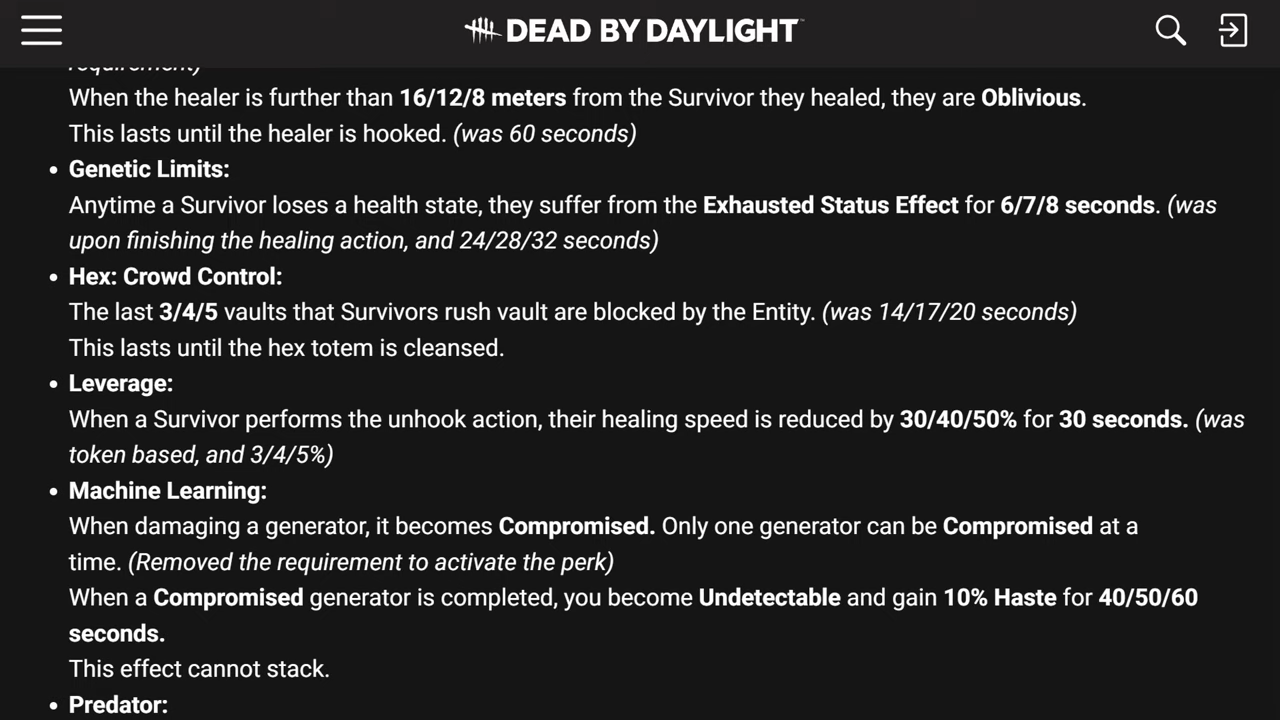 DEAD BY DAYLIGHT™
requirement)
When the healer is further than 16/12/8 meters from the Survivor they healed, they are Oblivious.
This lasts until the healer is hooked. (was 60 seconds)
• Genetic Limits:
Anytime a Survivor loses a health state, they suffer from the Exhausted Status Effect for 6/7/8 seconds. (was
upon finishing the healing action, and 24/28/32 seconds)
• Hex: Crowd Control:
The last 3/4/5 vaults that Survivors rush vault are blocked by the Entity. (was 14/17/20 seconds)
This lasts until the hex totem is cleansed.
• Leverage:
When a Survivor performs the unhook action, their healing speed is reduced by 30/40/50% for 30 seconds. (was
token based, and 3/4/5%)
• Machine Learning:
When damaging a generator, it becomes Compromised. Only one generator can be Compromised at a
time. (Removed the requirement to activate the perk)
When a Compromised generator is completed, you become Undetectable and gain 10% Haste for 40/50/60
seconds.
This effect cannot stack.
• Predator: